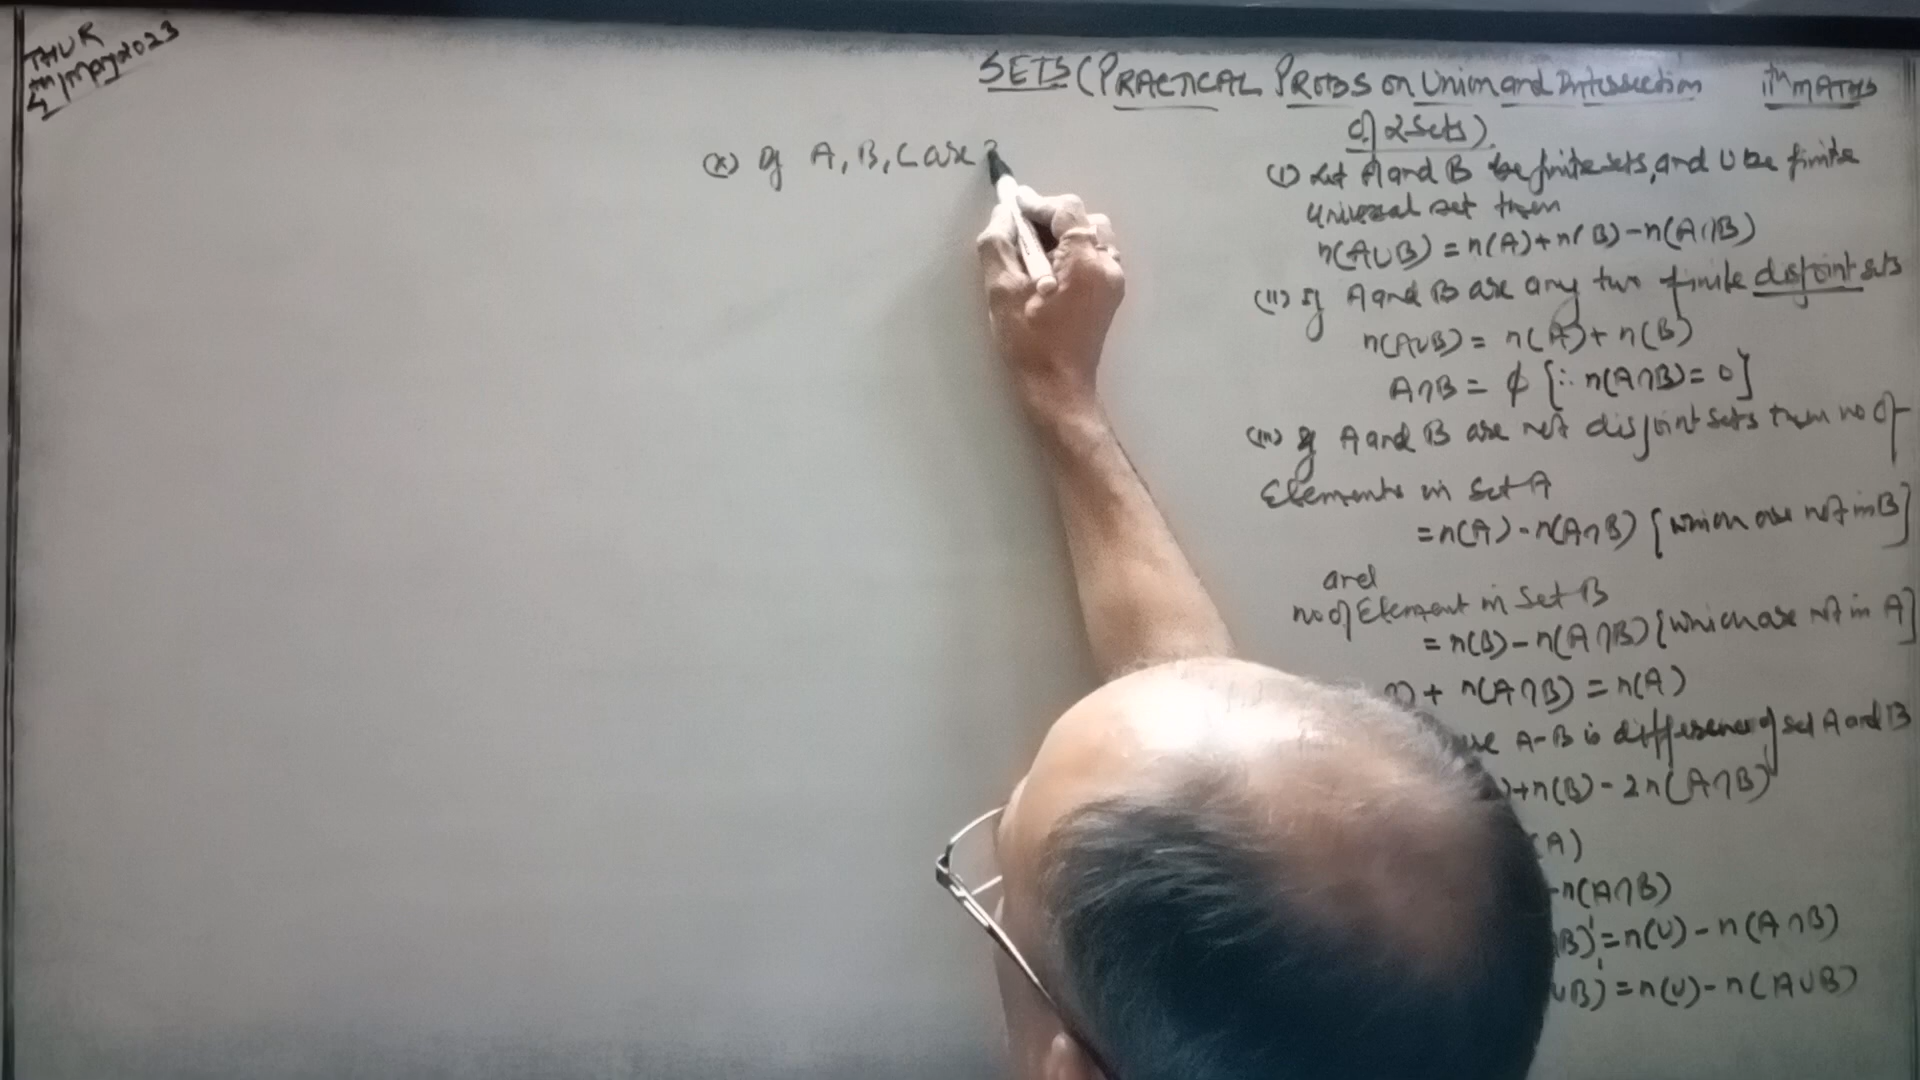 THUR
4th/May2023
SETS (PRACTICAL PROBS on Union and Intersection 11th MATHS
of 2 Sets).
(i) Let A and B be finite sets, and U be finite
universal set then
n(A∪B) = n(A)+n(B)-n(A∩B)
(ii) If A and B are any two finite disjoint sets
n(A∪B) = n(A)+n(B)
A∩B = φ [∵ n(A∩B) = 0]
(iii) If A and B are not disjoint sets then no of
Elements in Set A
= n(A) - n(A∩B) [which are not in B]
and
no of Element in Set B
= n(B) - n(A∩B) [which are not in A]
) + n(A∩B) = n(A)
A-B is difference of set A and B
)+n(B) - 2n(A∩B)
A)
-n(A∩B)
B)' = n(U) - n(A∩B)
∪B)' = n(U) - n(A∪B)
(x) If A, B, C are